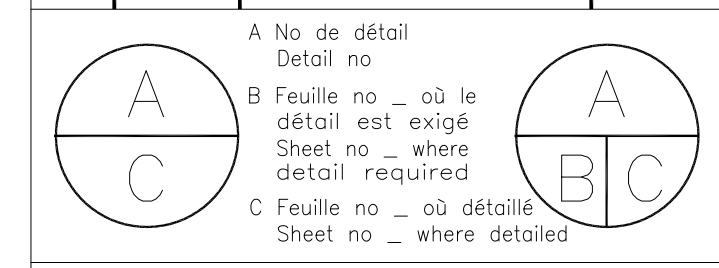 A
C
A No de détail
Detail no
B Feuille no _ où le
détail est exigé
Sheet no _ where
detail required
C Feuille no _ où détaillé
Sheet no _ where detailed
A
B C